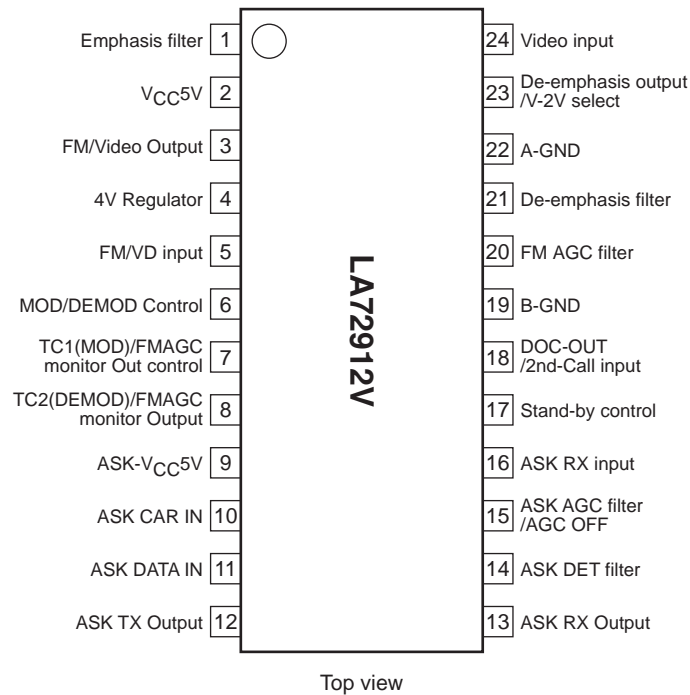 Emphasis filter 1
VCC5V 2
FM/Video Output 3
4V Regulator 4
FM/VD input 5
MOD/DEMOD Control 6
TC1(MOD)/FMAGC
monitor Out control 7
TC2(DEMOD)/FMAGC
monitor Output 8
ASK-VCC5V 9
ASK CAR IN 10
ASK DATA IN 11
ASK TX Output 12
LA72912V
24 Video input
23 De-emphasis output
/V-2V select
22 A-GND
21 De-emphasis filter
20 FM AGC filter
19 B-GND
18 DOC-OUT
/2nd-Call input
17 Stand-by control
16 ASK RX input
15 ASK AGC filter
/AGC OFF
14 ASK DET filter
13 ASK RX Output
Top view